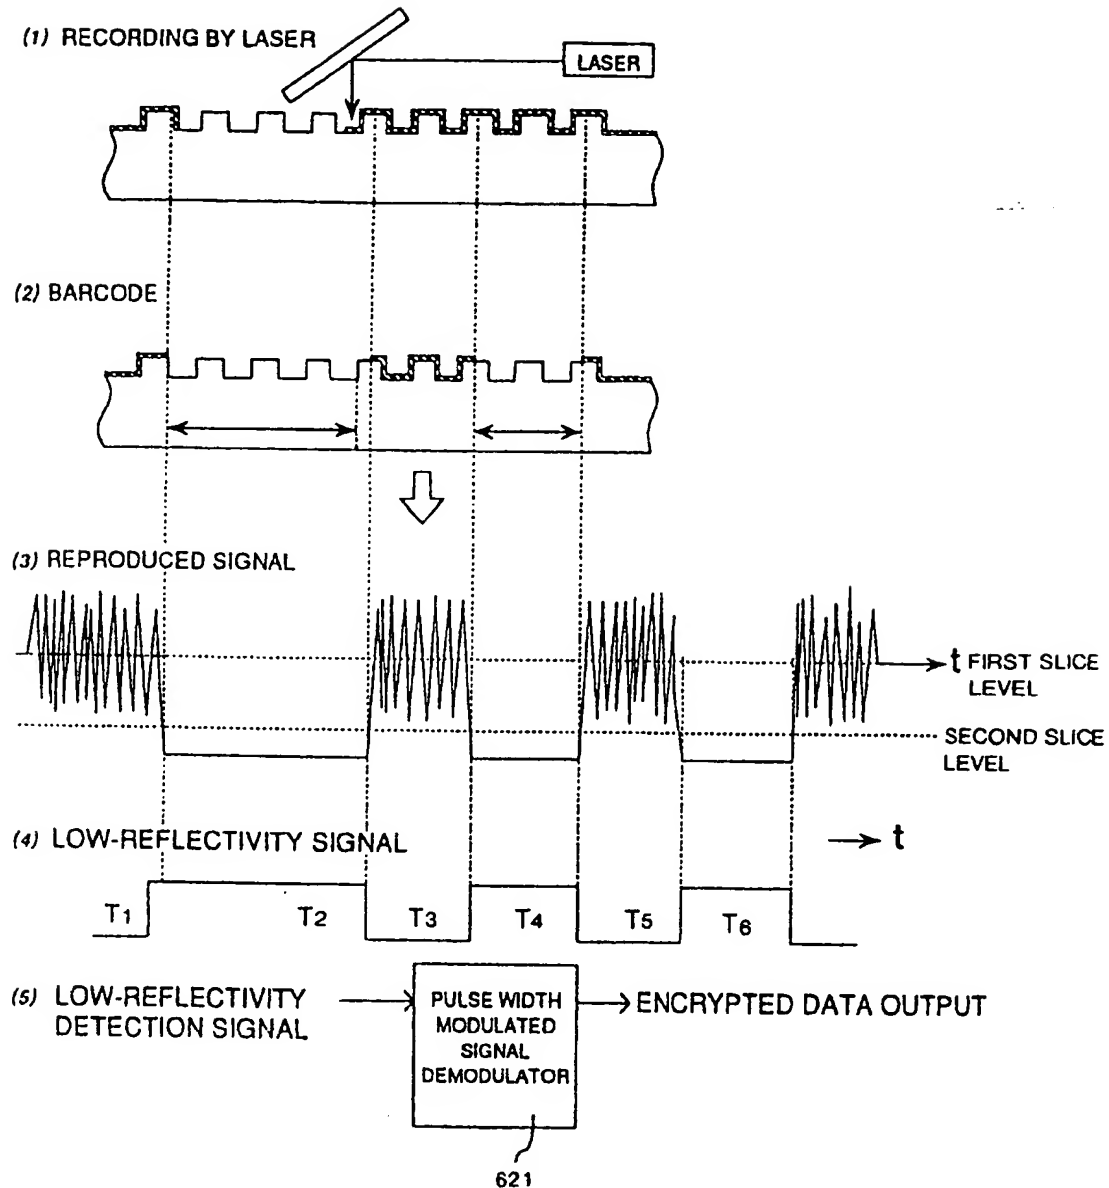 (1) RECORDING BY LASER
LASER
(2) BARCODE
(3) REPRODUCED SIGNAL
t FIRST SLICE
LEVEL
SECOND SLICE
LEVEL
(4) LOW-REFLECTIVITY SIGNAL
t
T1 T2 T3 T4 T5 T6
(5) LOW-REFLECTIVITY
DETECTION SIGNAL
PULSE WIDTH
MODULATED
SIGNAL
DEMODULATOR
ENCRYPTED DATA OUTPUT
621